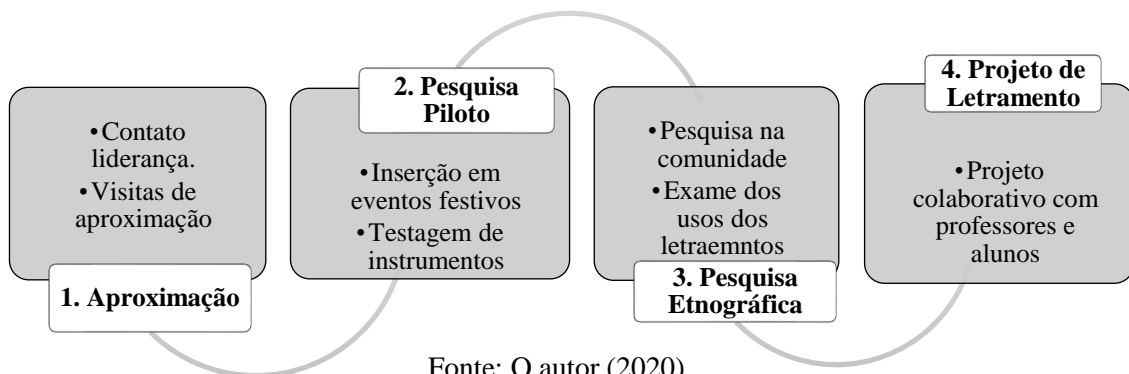 •Contato
liderança.
•Visitas de
aproximação
1. Aproximação
2. Pesquisa
Piloto
•Inserção em
eventos festivos
•Testagem de
instrumentos
•Pesquisa na
comunidade
•Exame dos
usos dos
letraemntos
3. Pesquisa
Etnográfica
4. Projeto de
Letramento
•Projeto
colaborativo com
professores e
alunos
Fonte: O autor (2020)